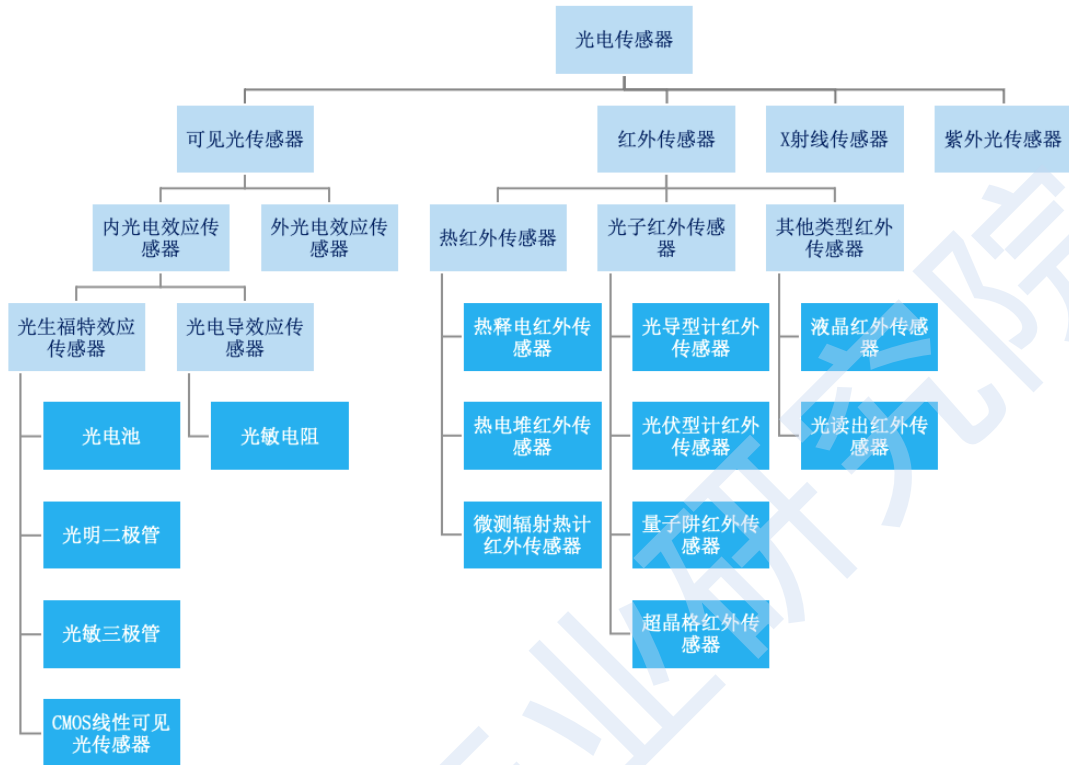 光电传感器
可见光传感器
红外传感器
X射线传感器
紫外光传感器
内光电效应传
感器
外光电效应传
感器
热红外传感器
光子红外传感
器
其他类型红外
传感器
光生福特效应
传感器
光电导效应传
感器
热释电红外传
感器
光导型计红外
传感器
液晶红外传感
器
光电池
光敏电阻
热电堆红外传
感器
光伏型计红外
传感器
光读出红外传
感器
光明二极管
微测辐射热计
红外传感器
量子阱红外传
感器
光敏三极管
超晶格红外传
感器
CMOS线性可见
光传感器
业研究院